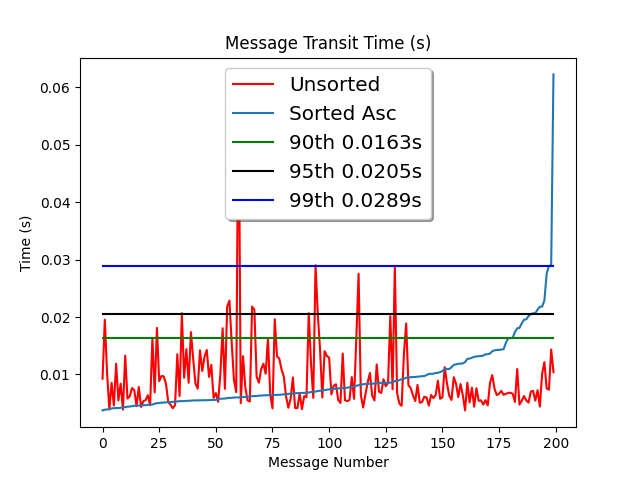 Message Transit Time (s)
Unsorted
Sorted Asc
90th 0.0163s
95th 0.0205s
99th 0.0289s
0.06
0.05
0.04
0.03
0.02
0.01
Time (s)
0 25 50 75 100 125 150 175 200
Message Number